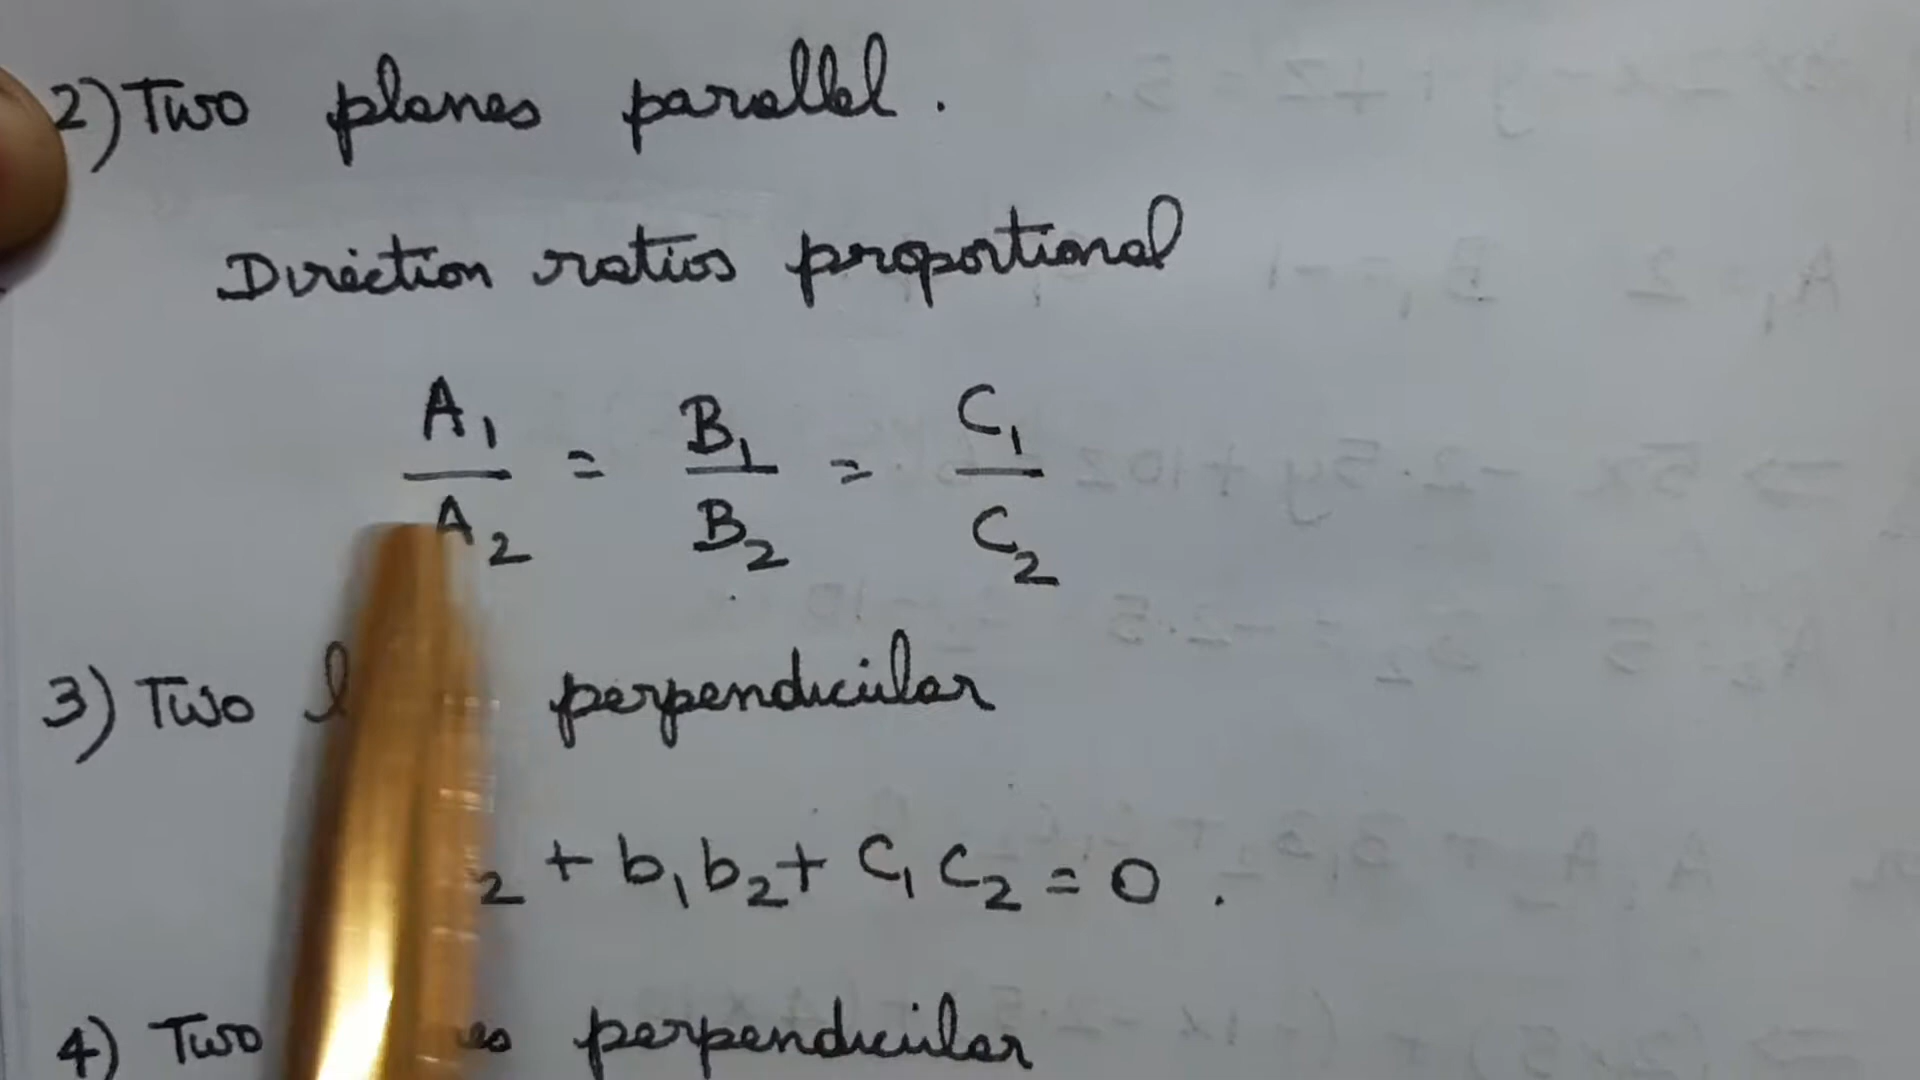 2) Two planes parallel.
Direction ratios proportional
A₁/A₂ = B₁/B₂ = C₁/C₂
3) Two perpendicular
₂ + b₁b₂ + C₁C₂ = 0.
4) Two perpendicular